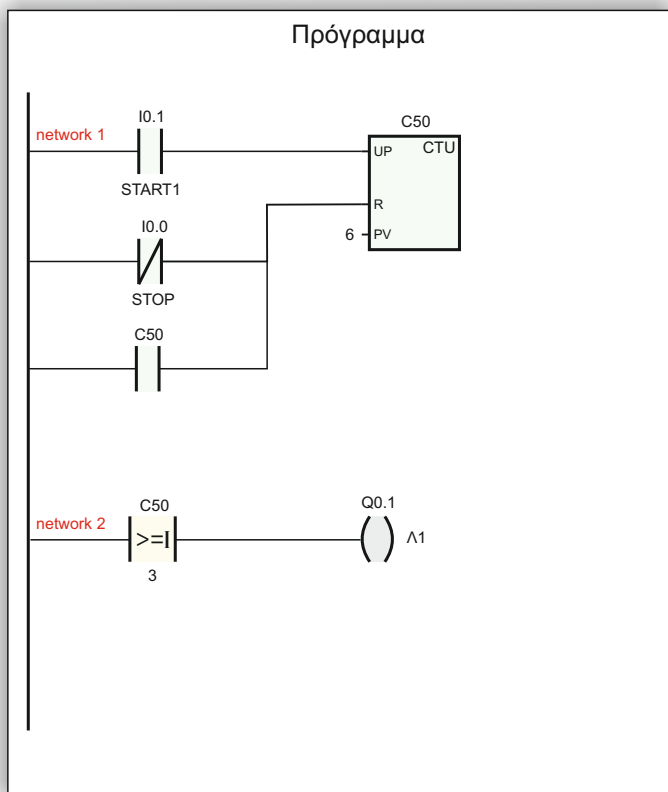 Πρόγραμμα
network 1
I0.1
START1
C50
UP
CTU
R
6
PV
I0.0
STOP
C50
network 2
C50
>=I
3
Q0.1
Λ1